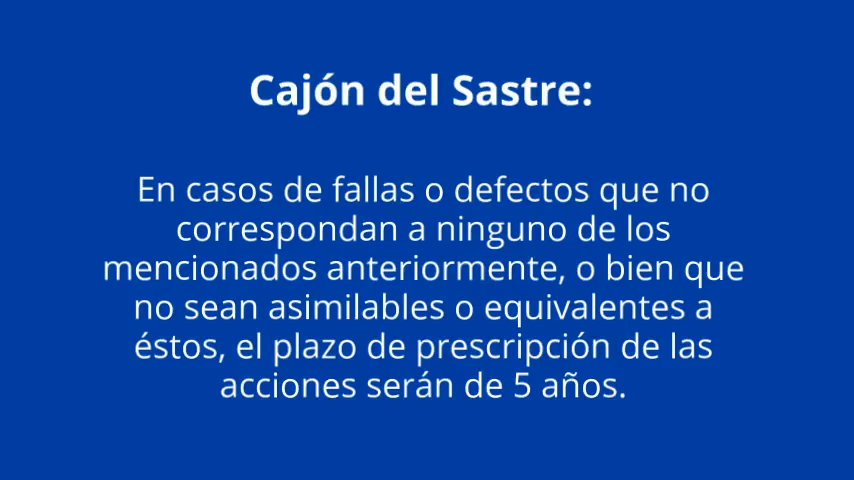 Cajón del Sastre:
En casos de fallas o defectos que no
correspondan a ninguno de los
mencionados anteriormente, o bien que
no sean asimilables o equivalentes a
éstos, el plazo de prescripción de las
acciones serán de 5 años.